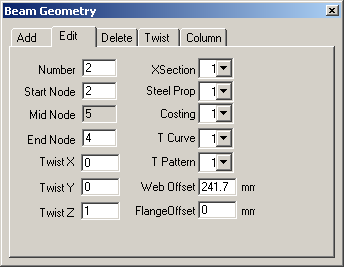 Beam Geometry
Add Edit Delete Twist Column
Number 2 XSection 1
Start Node 2 Steel Prop 1
Mid Node 5 Costing 1
End Node 4 T Curve 1
Twist X 0 T Pattern 1
Twist Y 0 Web Offset 241.7 mm
Twist Z 1 FlangeOffset 0 mm